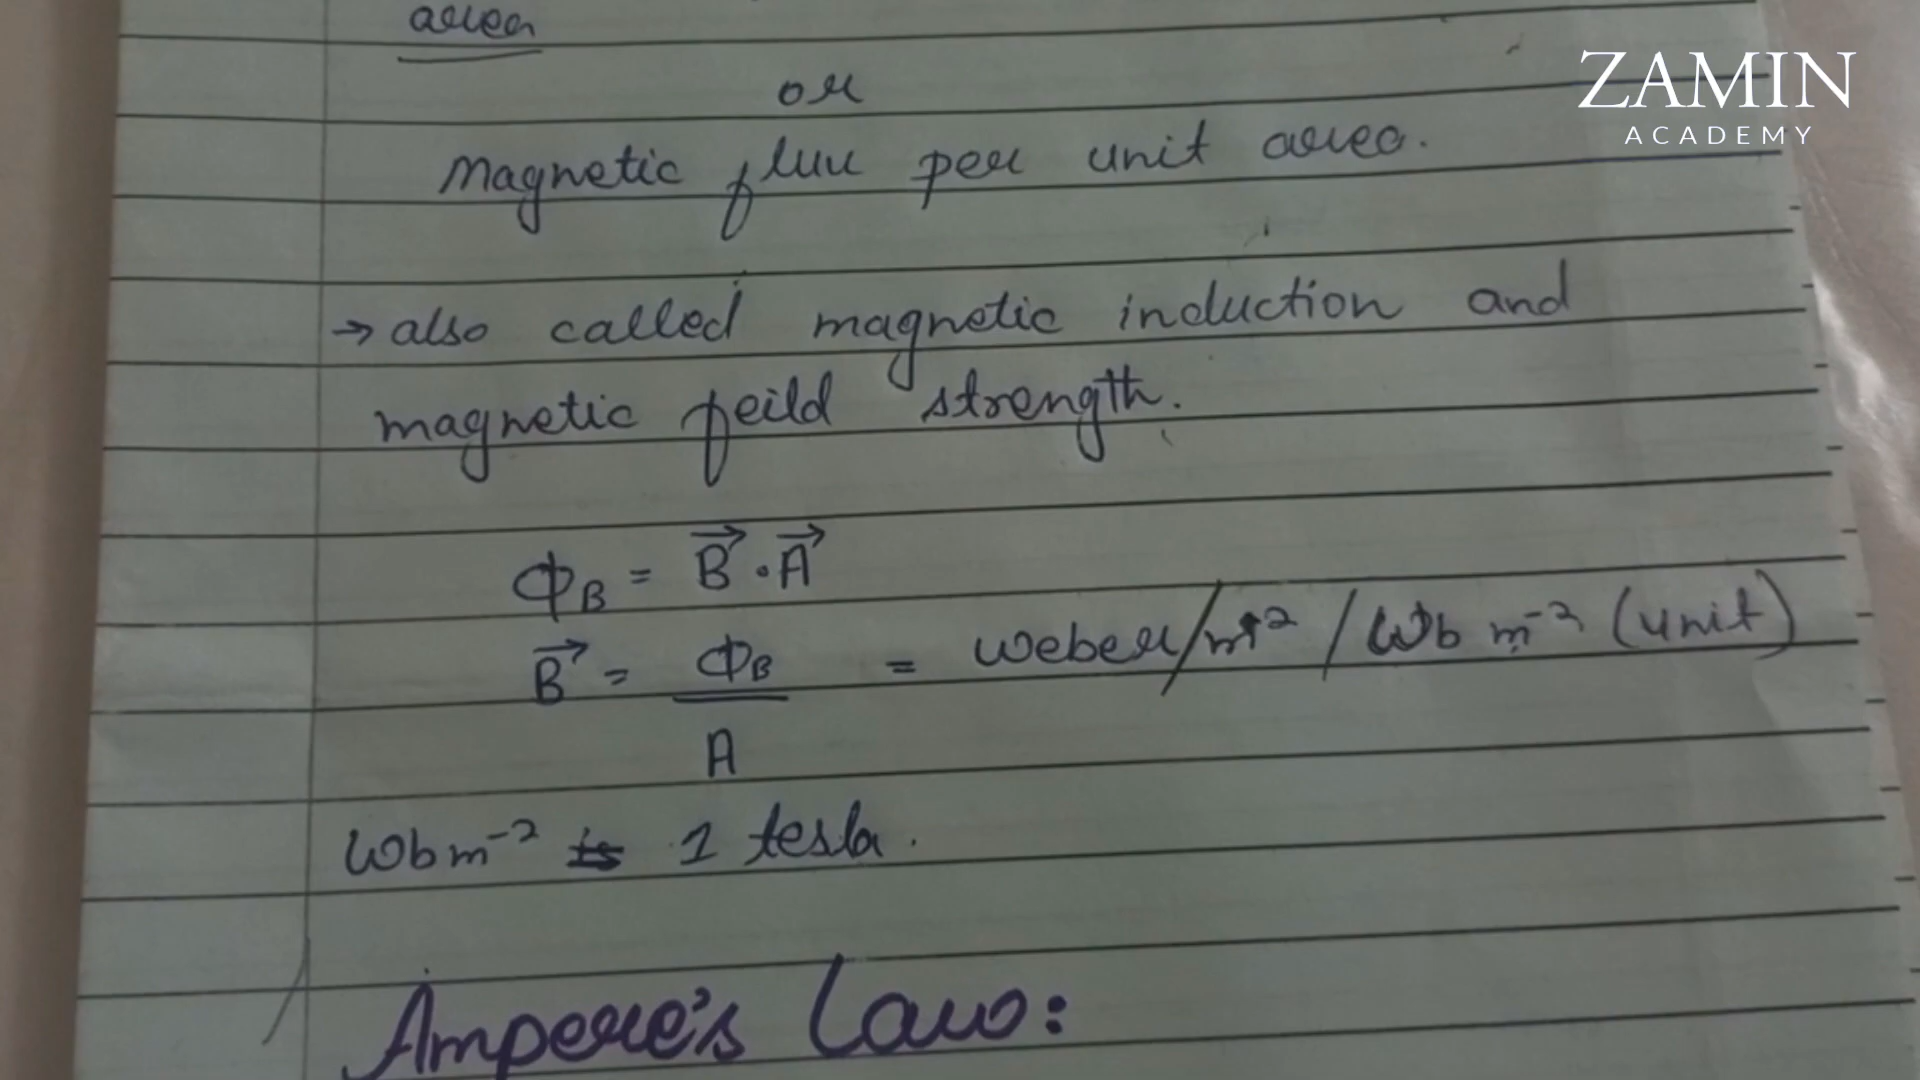 area
or
ZAMIN
ACADEMY
Magnetic flux per unit area.
→ also called magnetic induction and
magnetic feild strength.
ΦB = B⃗ · A⃗
B⃗ = ΦB / A = weber/m² / Wb m⁻² (unit)
Wb m⁻² is 1 tesla.
Ampere's Law: